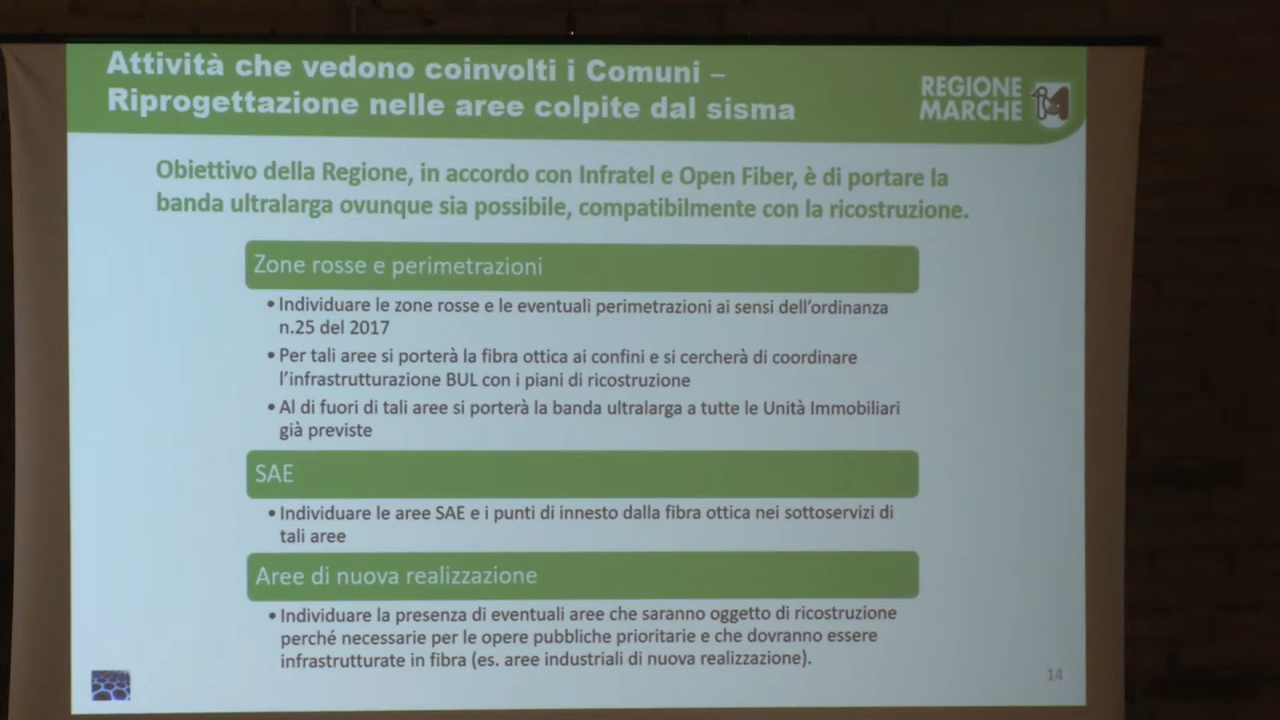 Attività che vedono coinvolti i Comuni –
Riprogettazione nelle aree colpite dal sisma
REGIONE
MARCHE
Obiettivo della Regione, in accordo con Infratel e Open Fiber, è di portare la
banda ultralarga ovunque sia possibile, compatibilmente con la ricostruzione.
Zone rosse e perimetrazioni
• Individuare le zone rosse e le eventuali perimetrazioni ai sensi dell'ordinanza
n.25 del 2017
• Per tali aree si porterà la fibra ottica ai confini e si cercherà di coordinare
l'infrastrutturazione BUL con i piani di ricostruzione
• Al di fuori di tali aree si porterà la banda ultralarga a tutte le Unità Immobiliari
già previste
SAE
• Individuare le aree SAE e i punti di innesto dalla fibra ottica nei sottoservizi di
tali aree
Aree di nuova realizzazione
• Individuare la presenza di eventuali aree che saranno oggetto di ricostruzione
perché necessarie per le opere pubbliche prioritarie e che dovranno essere
infrastrutturate in fibra (es. aree industriali di nuova realizzazione).
14